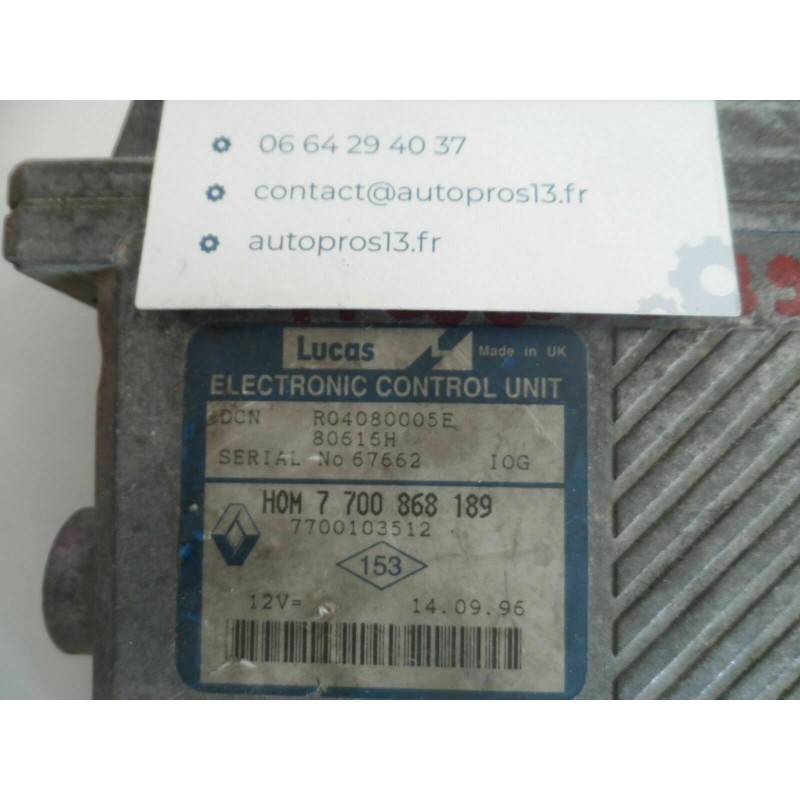 06 64 29 40 37
contact@autopros13.fr
autopros13.fr
Lucas Made in UK
ELECTRONIC CONTROL UNIT
DCN R04080005E
80616H
SERIAL No 67662 IOG
HOM 7 700 868 189
7700103512
153
12V= 14.09.96